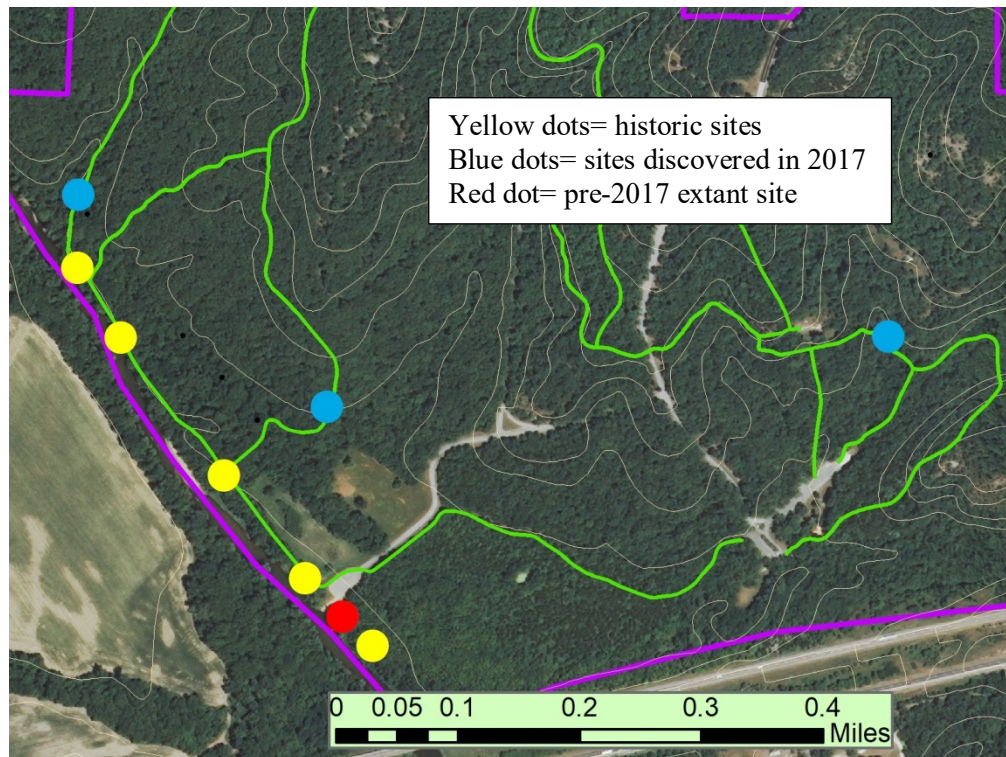 Yellow dots= historic sites
Blue dots= sites discovered in 2017
Red dot= pre-2017 extant site
0 0.05 0.1 0.2 0.3 0.4
Miles